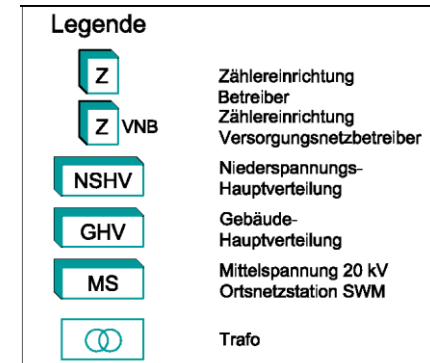 Legende
Z
Zählereinrichtung
Betreiber
Z VNB
Zählereinrichtung
Versorgungsnetzbetreiber
NSHV
Niederspannungs-
Hauptverteilung
GHV
Gebäude-
Hauptverteilung
MS
Mittelspannung 20 kV
Ortsnetzstation SWM
Trafo